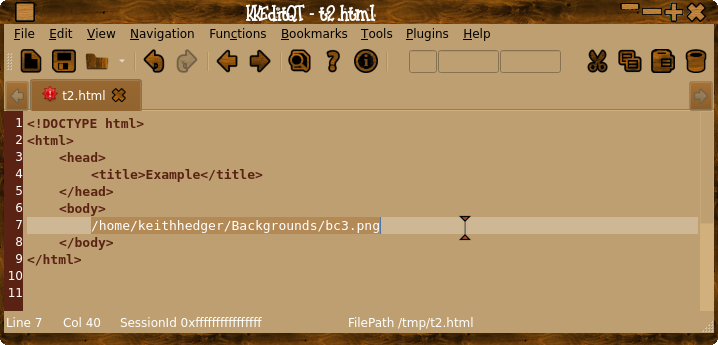 KKEditQT - t2.html
File Edit View Navigation Functions Bookmarks Tools Plugins Help
t2.html
1 <!DOCTYPE html>
2 <html>
3 <head>
4 <title>Example</title>
5 </head>
6 <body>
7 /home/keithhedger/Backgrounds/bc3.png
8 </body>
9 </html>
10
11
Line 7 Col 40 SessionId 0xffffffffffffffff FilePath /tmp/t2.html